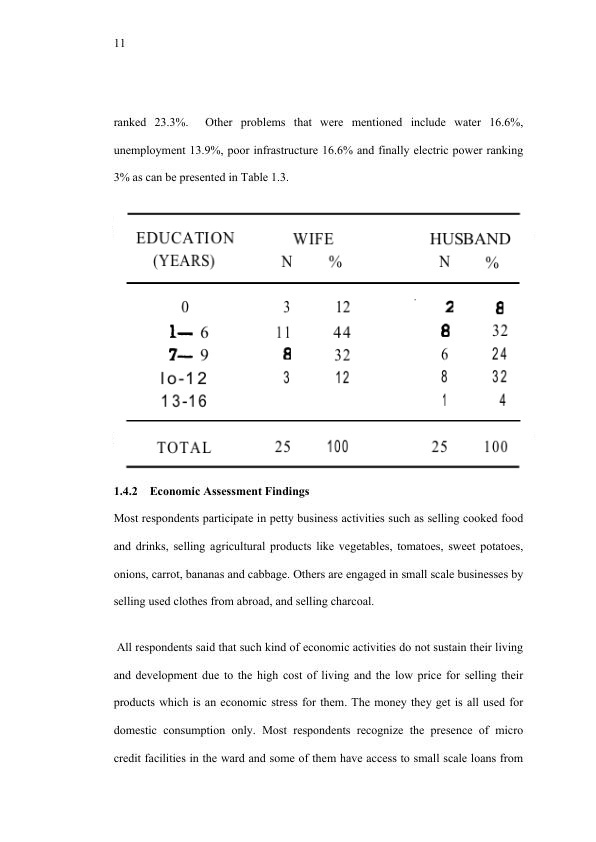 11
ranked 23.3%. Other problems that were mentioned include water 16.6%,
unemployment 13.9%, poor infrastructure 16.6% and finally electric power ranking
3% as can be presented in Table 1.3.
EDUCATION WIFE HUSBAND
(YEARS) N % N %
0 3 12 2 8
1— 6 11 44 8 32
7— 9 8 32 6 24
lo-12 3 12 8 32
13-16 1 4
TOTAL 25 100 25 100
1.4.2 Economic Assessment Findings
Most respondents participate in petty business activities such as selling cooked food
and drinks, selling agricultural products like vegetables, tomatoes, sweet potatoes,
onions, carrot, bananas and cabbage. Others are engaged in small scale businesses by
selling used clothes from abroad, and selling charcoal.
All respondents said that such kind of economic activities do not sustain their living
and development due to the high cost of living and the low price for selling their
products which is an economic stress for them. The money they get is all used for
domestic consumption only. Most respondents recognize the presence of micro
credit facilities in the ward and some of them have access to small scale loans from